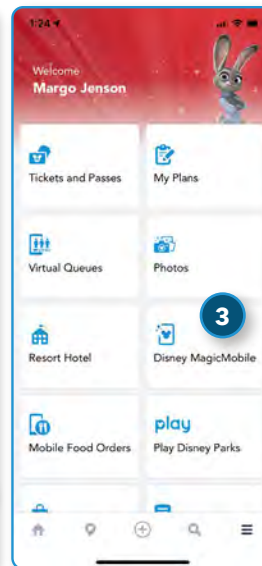 1:24
Welcome
Margo Jenson
Tickets and Passes
My Plans
Virtual Queues
Photos
3
Resort Hotel
Disney MagicMobile
play
Mobile Food Orders
Play Disney Parks